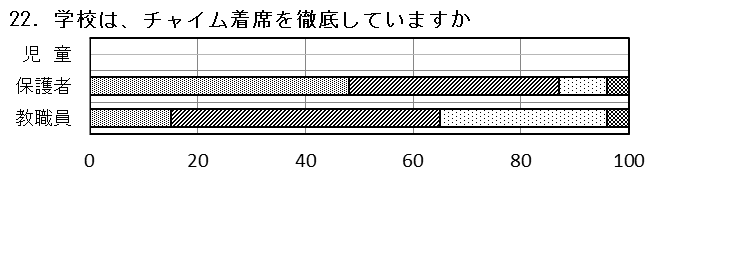 22．学校は、チャイム着席を徹底していますか
児 童
保護者
教職員
0 20 40 60 80 100